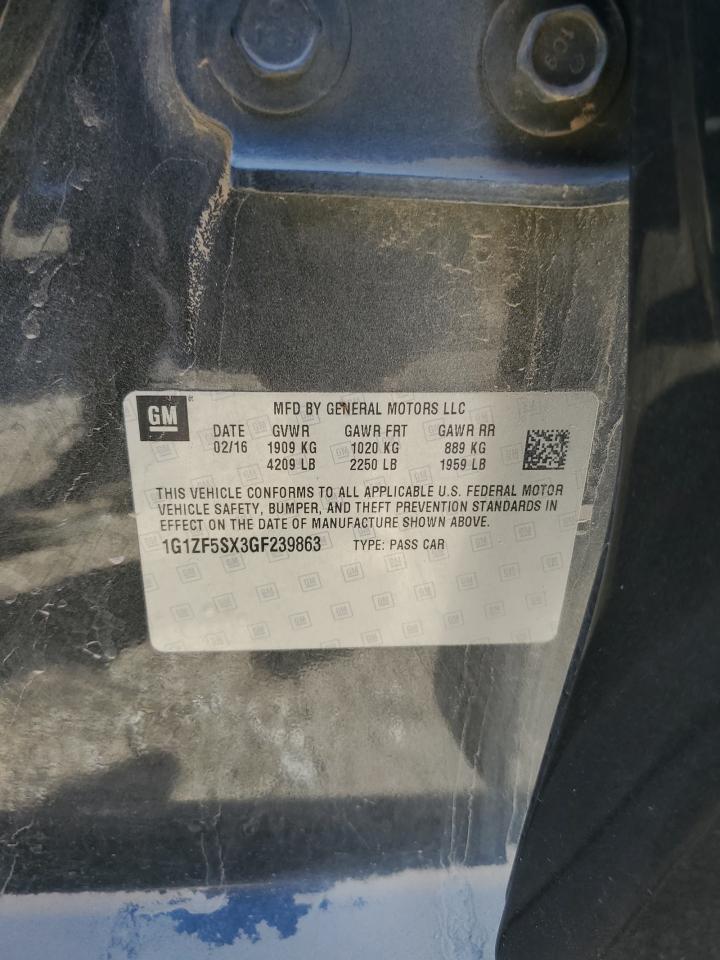 GM MFD BY GENERAL MOTORS LLC
DATE GVWR GAWR FRT GAWR RR
02/16 1909 KG 1020 KG 889 KG
4209 LB 2250 LB 1959 LB
THIS VEHICLE CONFORMS TO ALL APPLICABLE U.S. FEDERAL MOTOR
VEHICLE SAFETY, BUMPER, AND THEFT PREVENTION STANDARDS IN
EFFECT ON THE DATE OF MANUFACTURE SHOWN ABOVE.
1G1ZF5SX3GF239863 TYPE: PASS CAR